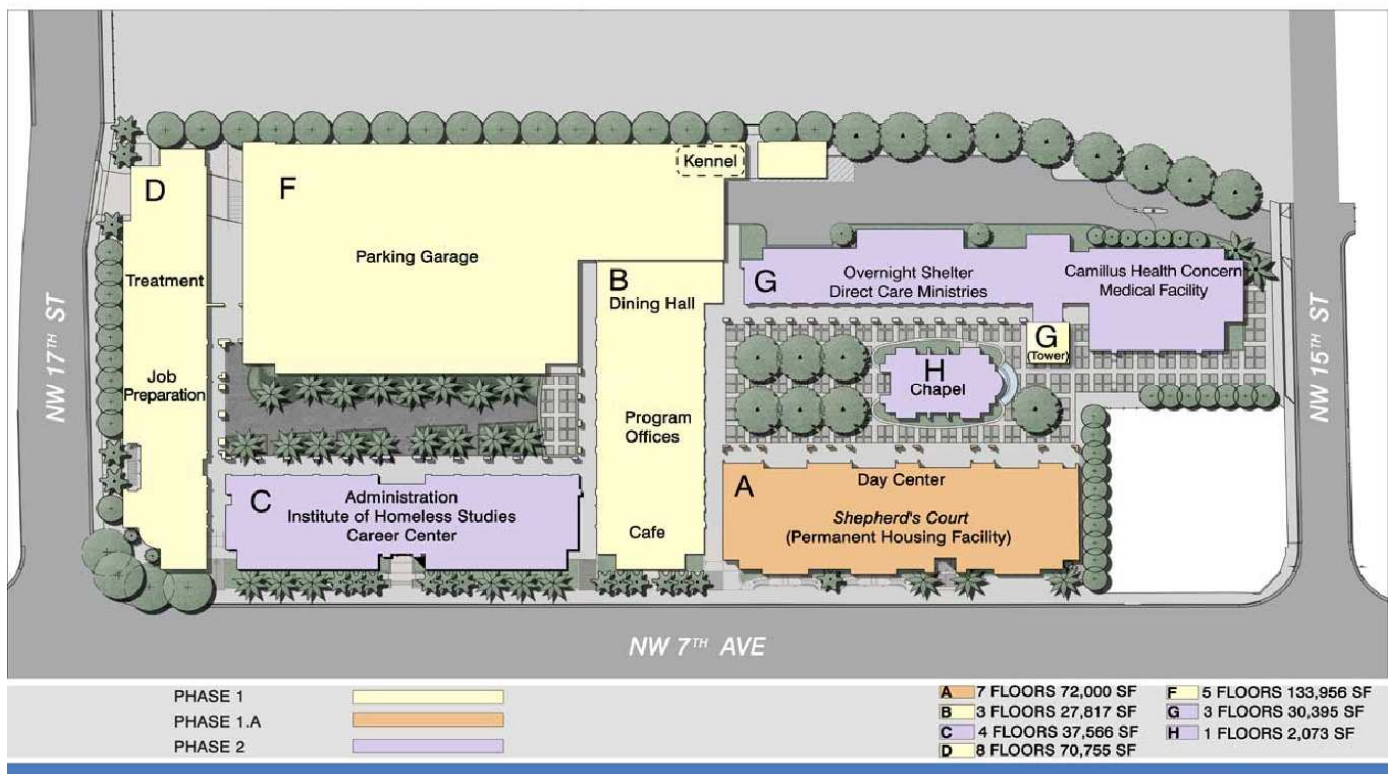 D
F
Kennel
Parking Garage
Treatment
Job
Preparation
B
Dining Hall
Program
Offices
Cafe
G
Overnight Shelter
Direct Care Ministries
Camillus Health Concern
Medical Facility
G
(Tower)
H
Chapel
C
Administration
Institute of Homeless Studies
Career Center
A
Day Center
Shepherd's Court
(Permanent Housing Facility)
NW 17TH ST
NW 15TH ST
NW 7TH AVE
PHASE 1
PHASE 1.A
PHASE 2
A 7 FLOORS 72,000 SF
B 3 FLOORS 27,817 SF
C 4 FLOORS 37,566 SF
D 8 FLOORS 70,755 SF
F 5 FLOORS 133,956 SF
G 3 FLOORS 30,395 SF
H 1 FLOORS 2,073 SF